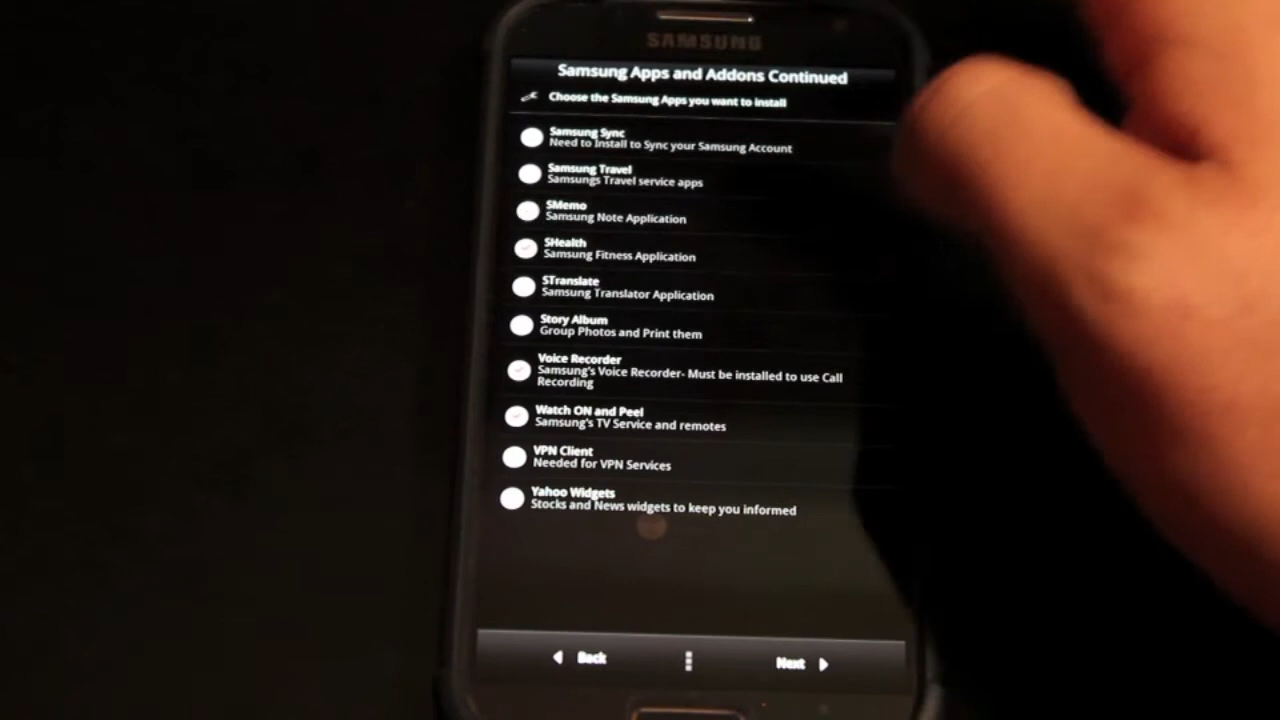 SAMSUNG
Samsung Apps and Addons Continued
Choose the Samsung Apps you want to install
Samsung Sync
Need to Install to Sync your Samsung Account
Samsung Travel
Samsungs Travel service apps
SMemo
Samsung Note Application
SHealth
Samsung Fitness Application
STranslate
Samsung Translator Application
Story Album
Group Photos and Print them
Voice Recorder
Samsung's Voice Recorder- Must be installed to use Call
Recording
Watch ON and Peel
Samsung's TV Service and remotes
VPN Client
Needed for VPN Services
Yahoo Widgets
Stocks and News widgets to keep you informed
Back
Next